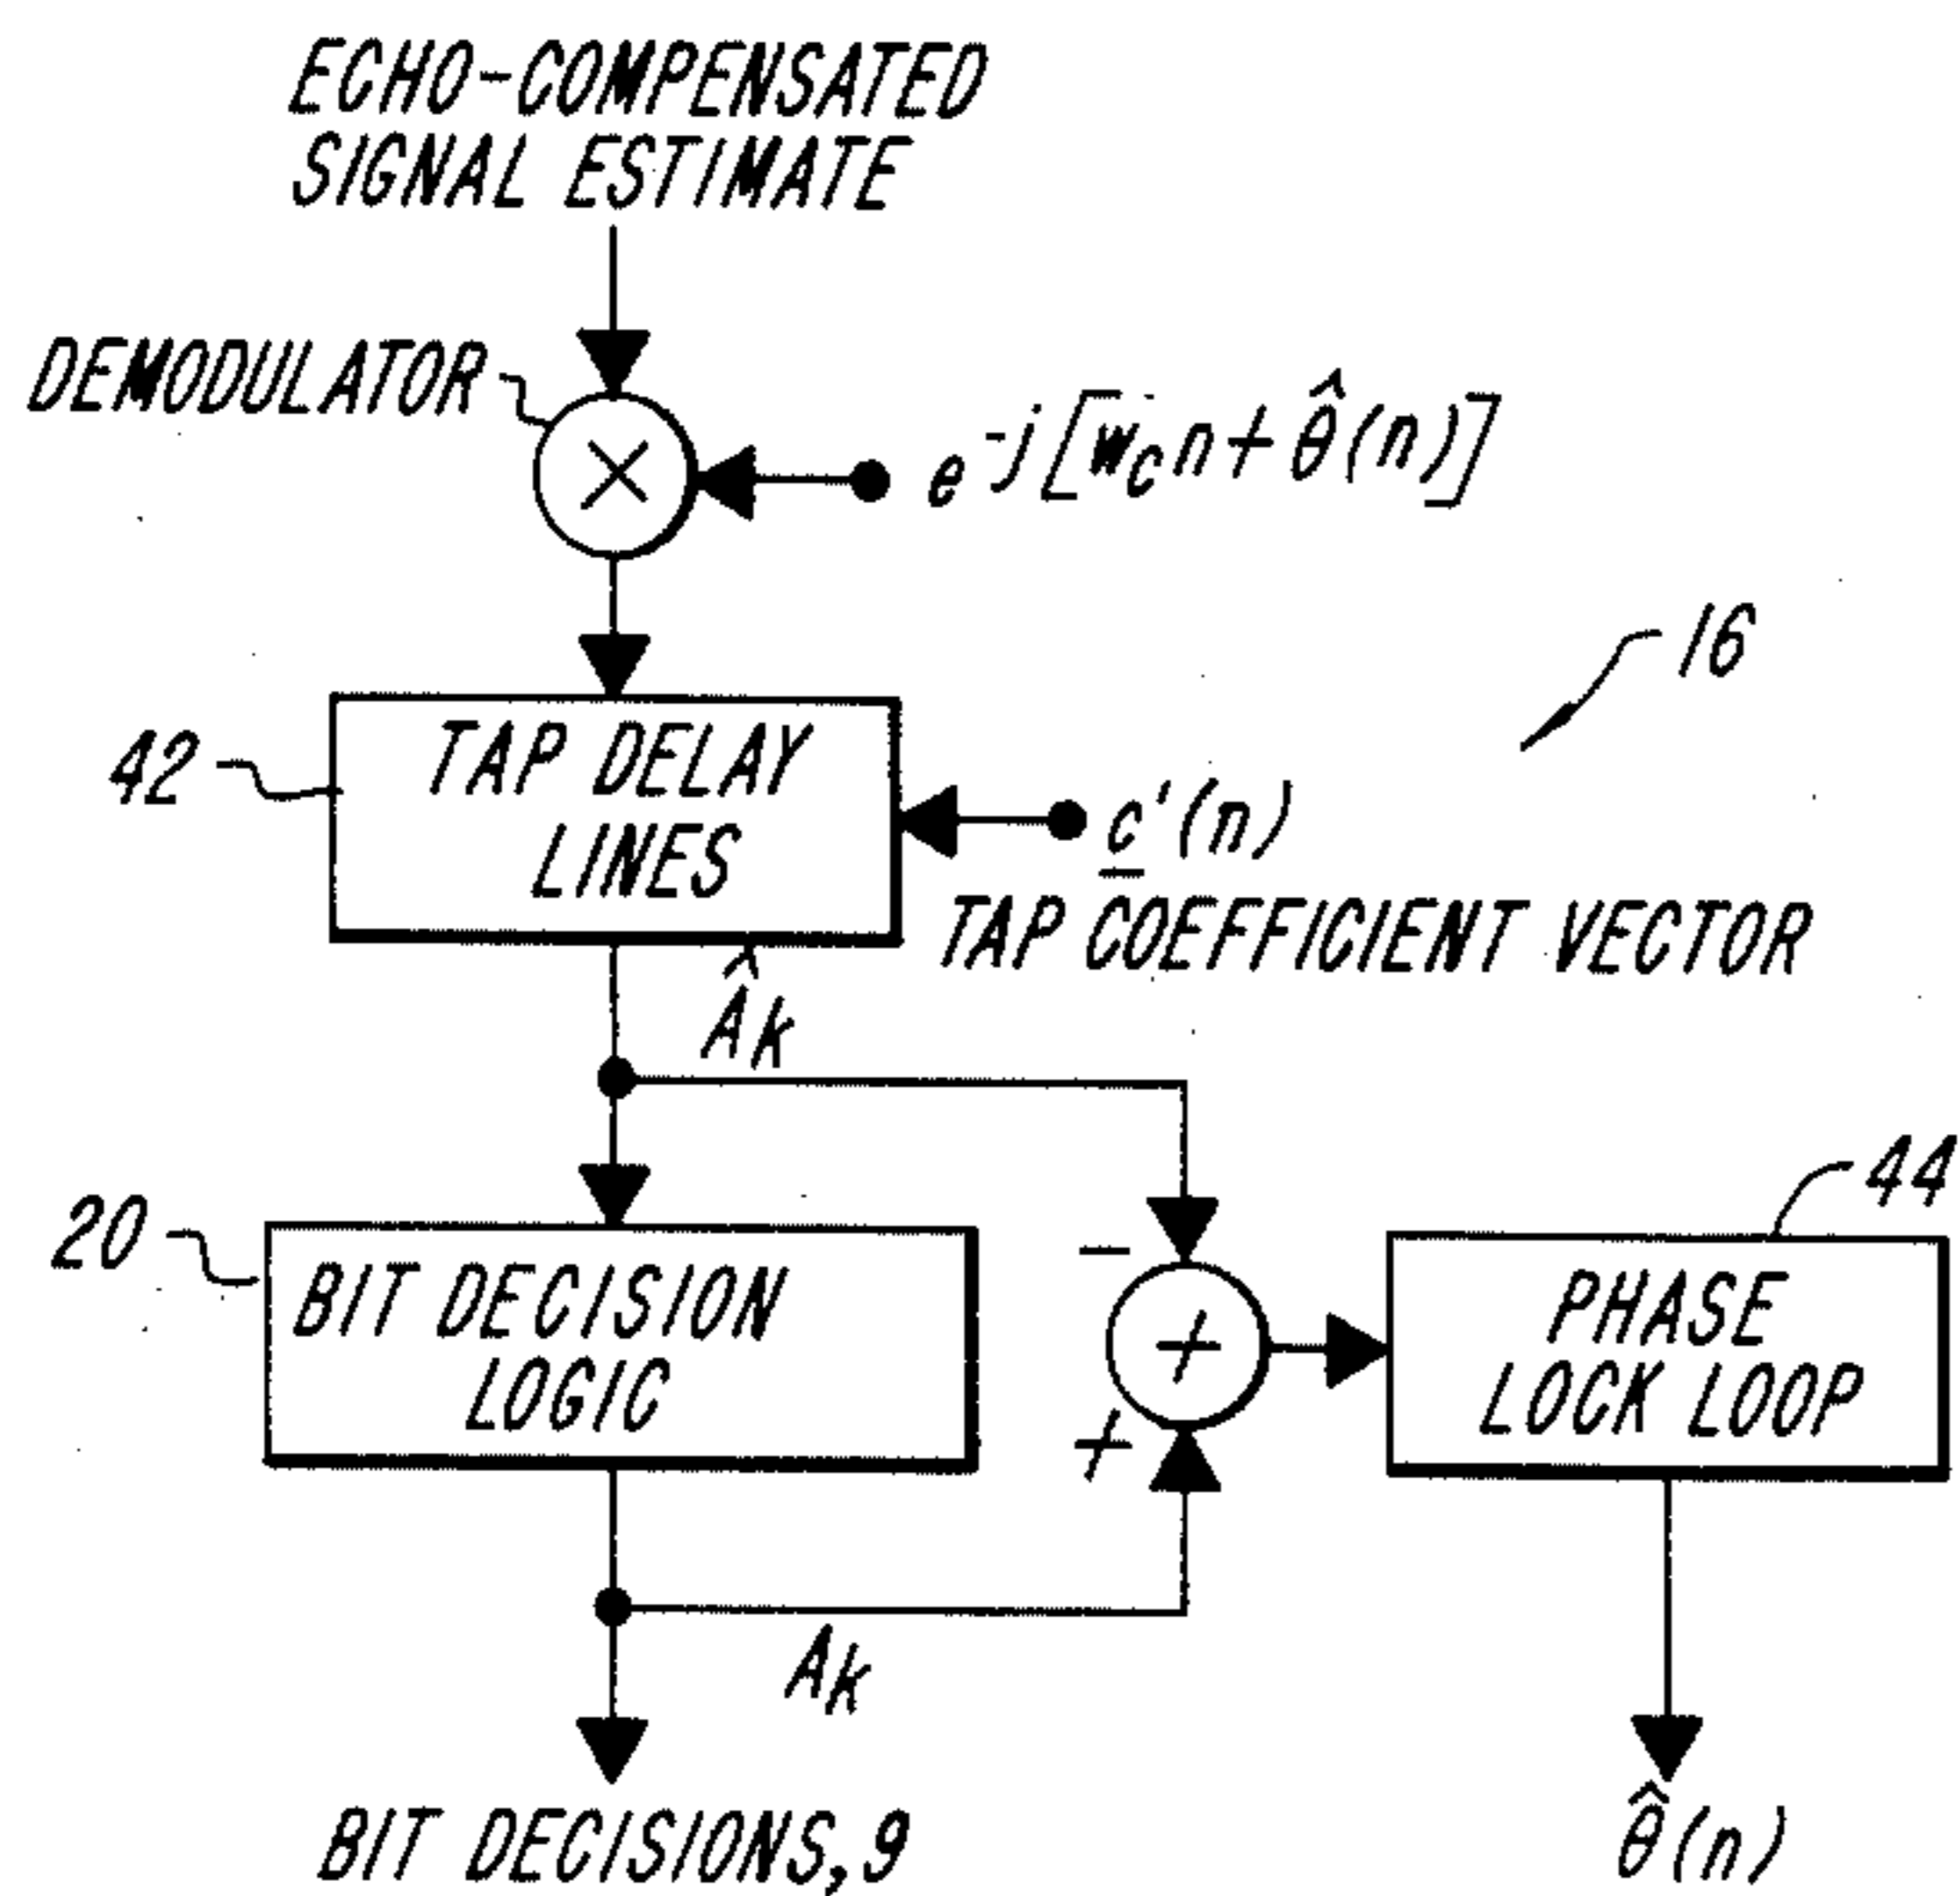 ECHO-COMPENSATED
SIGNAL ESTIMATE
DEMODULATOR
×
e^-j[w_c n + θ̂(n)]
16
42
TAP DELAY
LINES
c'(n)
TAP COEFFICIENT VECTOR
Â_k
20
BIT DECISION
LOGIC
−
+
+
44
PHASE
LOCK LOOP
A_k
BIT DECISIONS, 9
θ̂(n)